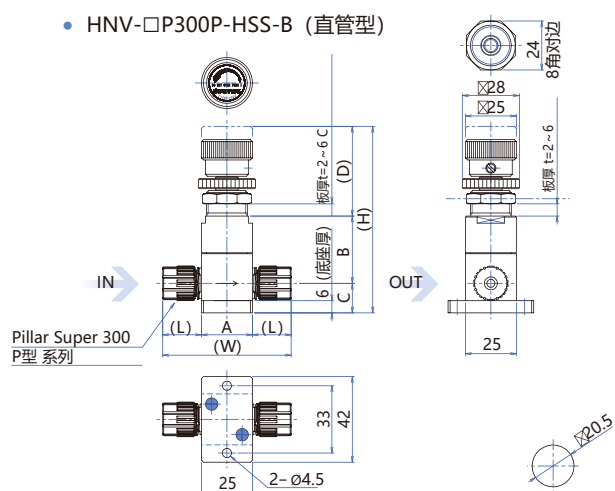 • HNV-□P300P-HSS-B (直管型)
24
8角对边
28
25
板厚t=2～6 C
(D)
(H)
B
6 (底座厚)
C
板厚 t=2～6
IN
OUT
(L) A (L)
(W)
25
Pillar Super 300
P型 系列
33
42
25
2-ø4.5
20.5